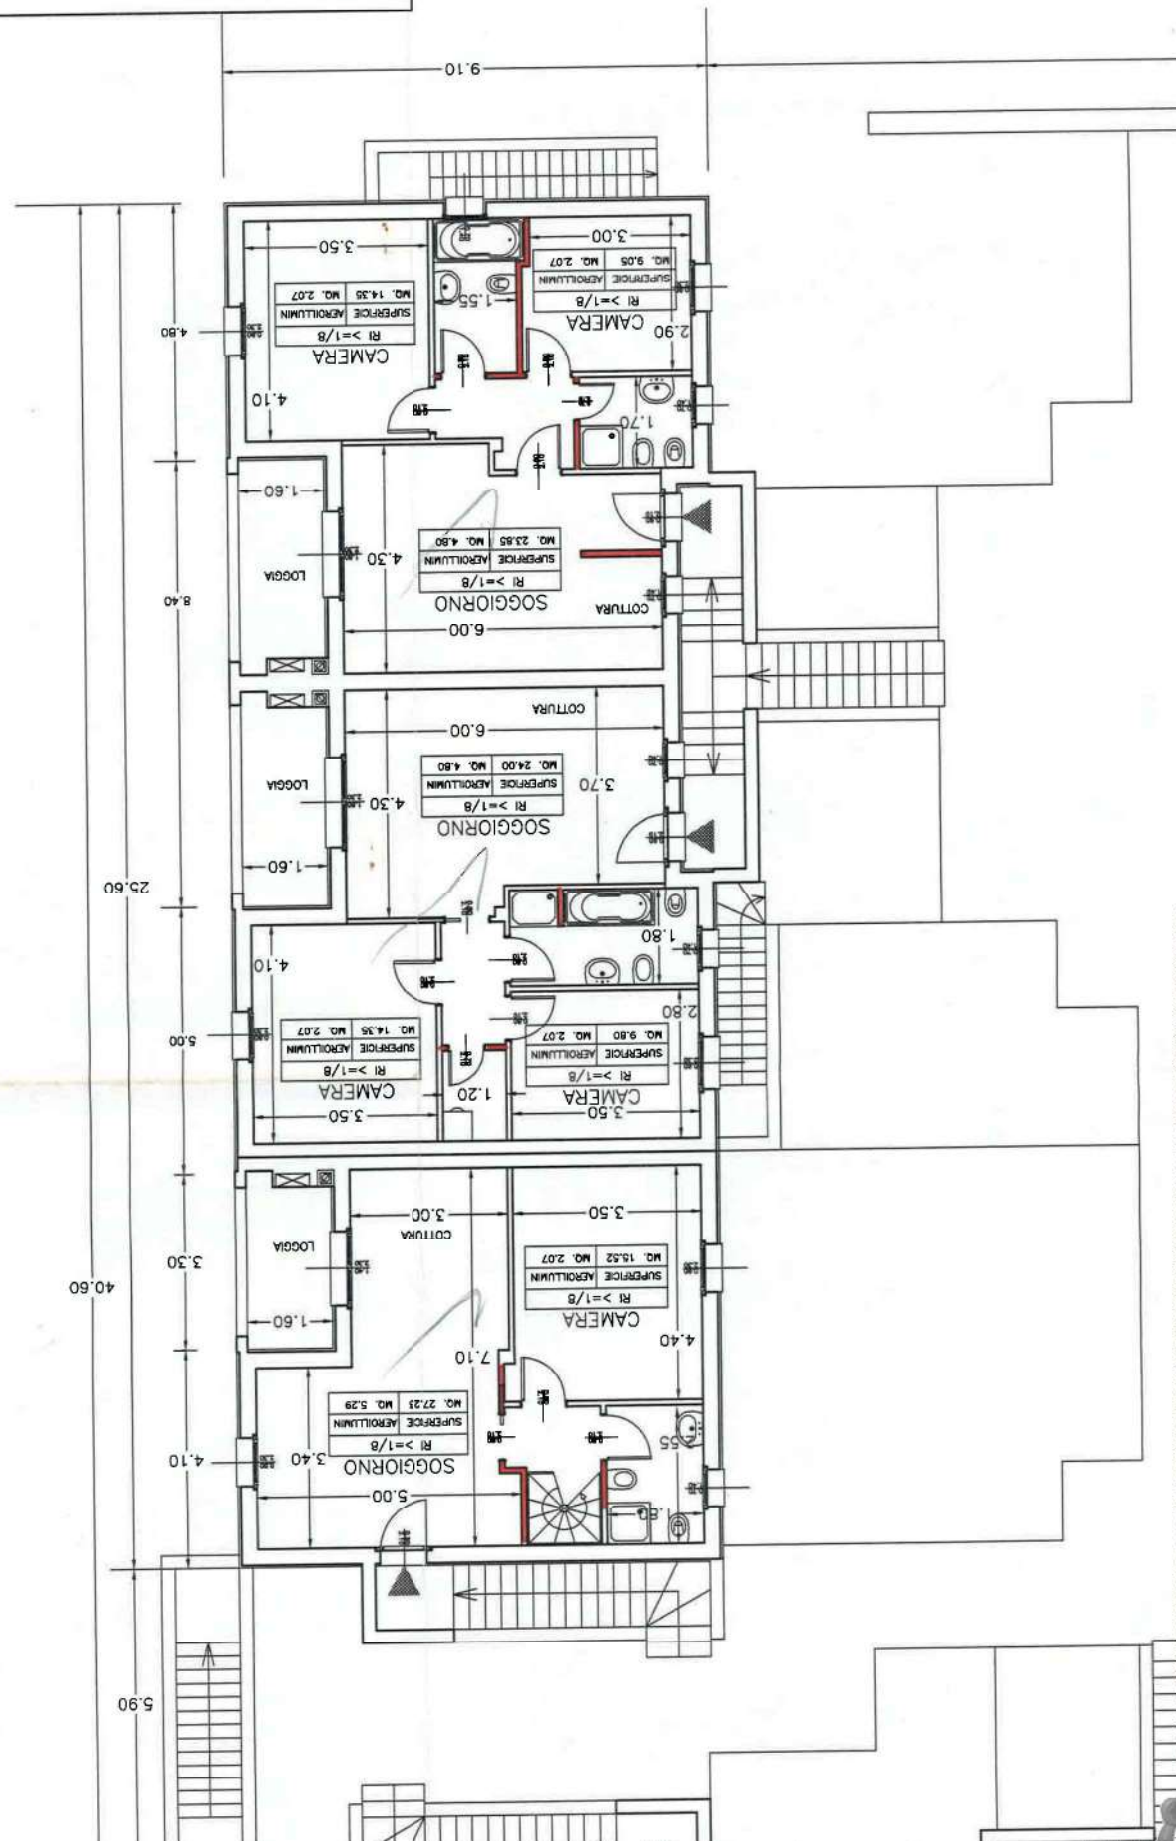 5.90
1.80
2.55
5.00
3.40
SOGGIORNO
RI >=1/8
SUPERFICIE AEROILLUMIN
MQ. 27.23 MQ. 5.29
4.10
7.10
4.40
CAMERA
RI >=1/8
SUPERFICIE AEROILLUMIN
MQ. 15.52 MQ. 2.07
1.60
LOGGIA
COTTURA
3.50
3.00
3.30
40.60
3.50
CAMERA
RI >=1/8
SUPERFICIE AEROILLUMIN
MQ. 9.80 MQ. 2.07
2.80
1.20
3.50
CAMERA
RI >=1/8
SUPERFICIE AEROILLUMIN
MQ. 14.35 MQ. 2.07
4.10
5.00
1.80
25.60
1.60
LOGGIA
SOGGIORNO
RI >=1/8
SUPERFICIE AEROILLUMIN
MQ. 24.00 MQ. 4.80
3.70
4.30
6.00
COTTURA
6.00
COTTURA
SOGGIORNO
RI >=1/8
SUPERFICIE AEROILLUMIN
MQ. 23.85 MQ. 4.80
4.30
LOGGIA
8.40
1.60
1.70
4.10
CAMERA
RI >=1/8
SUPERFICIE AEROILLUMIN
MQ. 14.35 MQ. 2.07
3.50
4.80
2.90
CAMERA
RI >=1/8
SUPERFICIE AEROILLUMIN
MQ. 9.05 MQ. 2.07
3.00
1.55
9.10